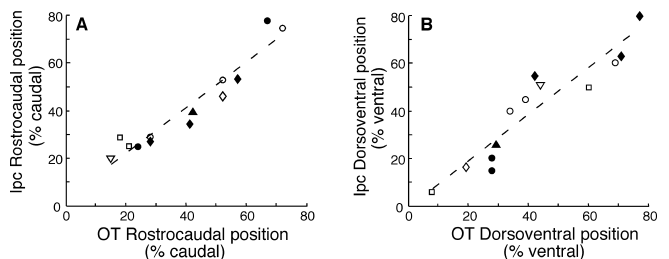 A
Ipc Rostrocaudal position
(% caudal)
80
60
40
20
0
0 20 40 60 80
OT Rostrocaudal position
(% caudal)
B
Ipc Dorsoventral position
(% ventral)
80
60
40
20
0
0 20 40 60 80
OT Dorsoventral position
(% ventral)